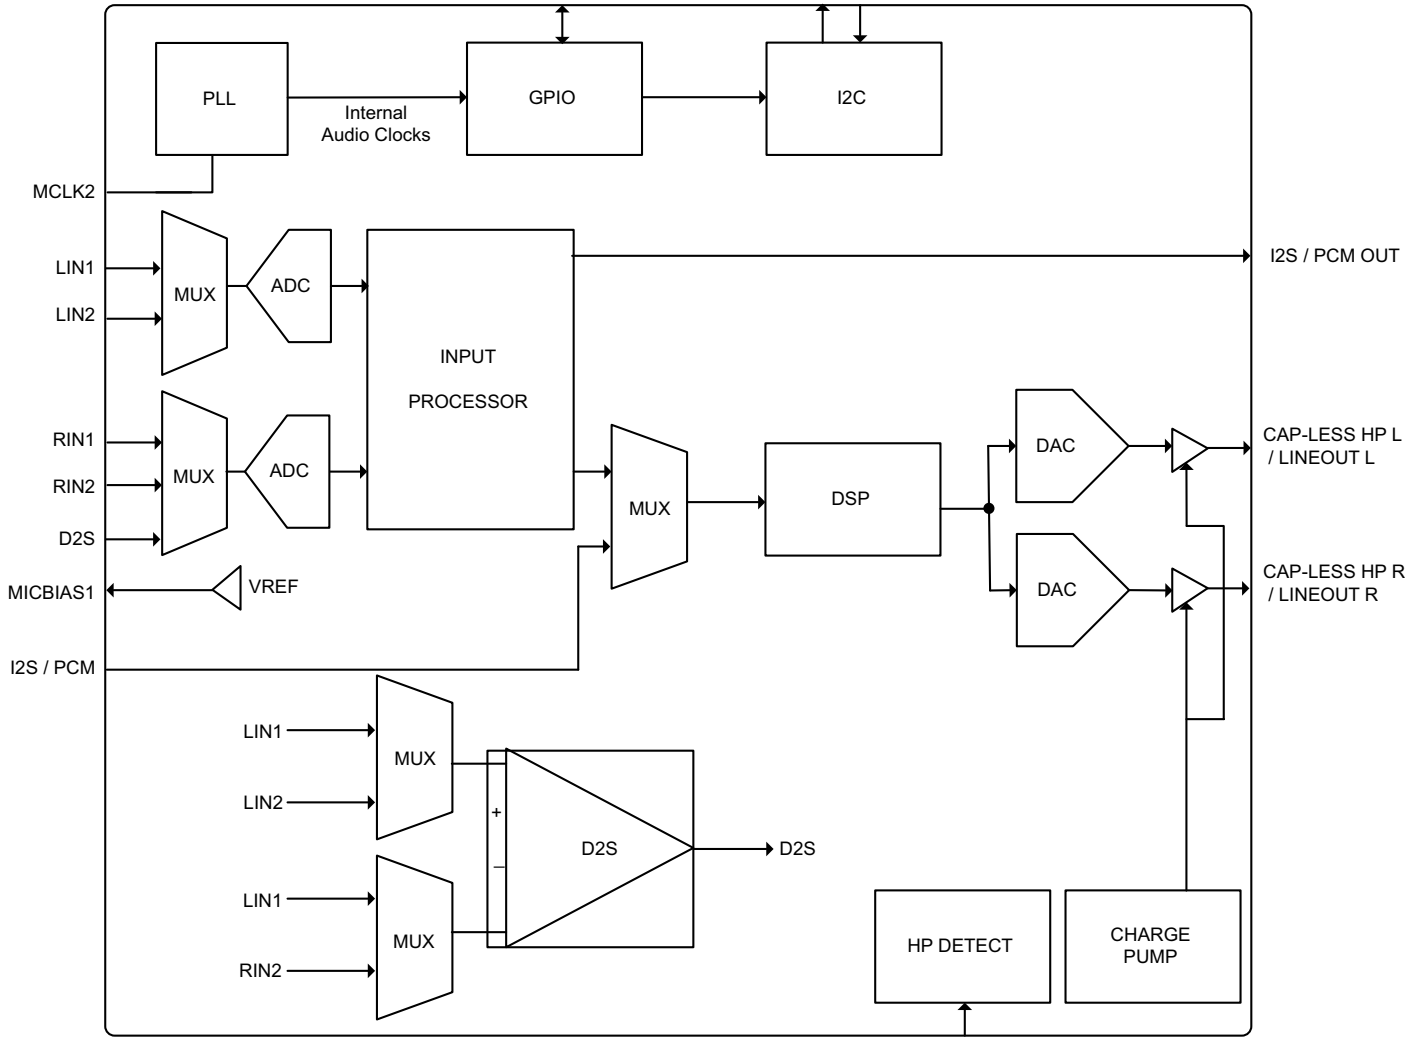 PLL
GPIO
I2C
Internal
Audio Clocks
MCLK2
LIN1
LIN2
MUX
ADC
I2S / PCM OUT
INPUT
PROCESSOR
RIN1
RIN2
D2S
MUX
ADC
MUX
DSP
DAC
CAP-LESS HP L
/ LINEOUT L
MICBIAS1
VREF
DAC
CAP-LESS HP R
/ LINEOUT R
I2S / PCM
LIN1
LIN2
MUX
+
–
D2S
D2S
LIN1
RIN2
MUX
HP DETECT
CHARGE
PUMP